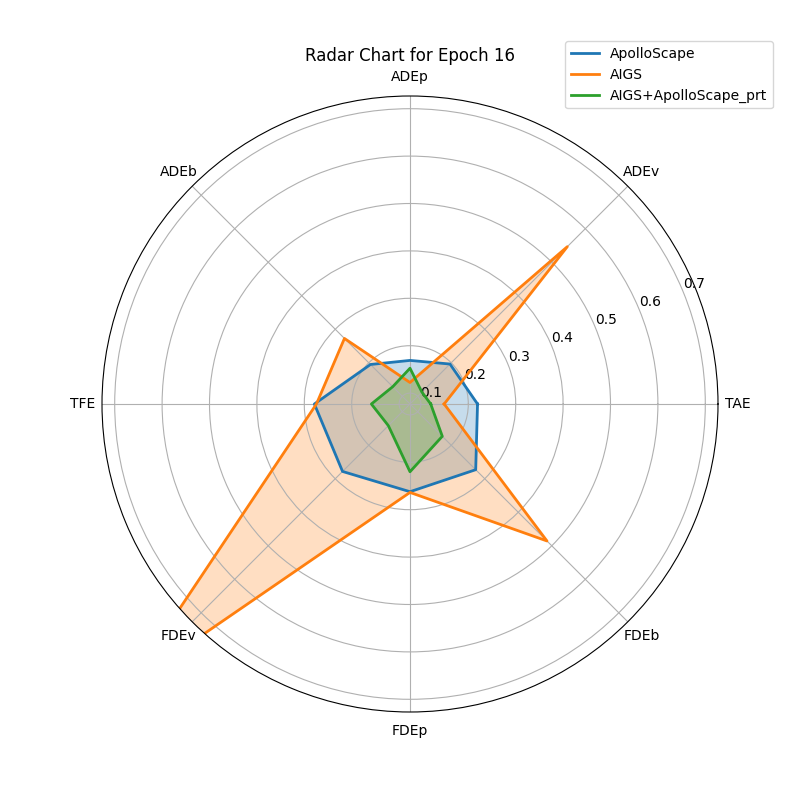 Radar Chart for Epoch 16
ApolloScape
AIGS
AIGS+ApolloScape_prt
ADEp
ADEb
ADEv
0.7
0.6
0.5
0.4
0.3
0.2
0.1
TFE
TAE
FDEv
FDEb
FDEp